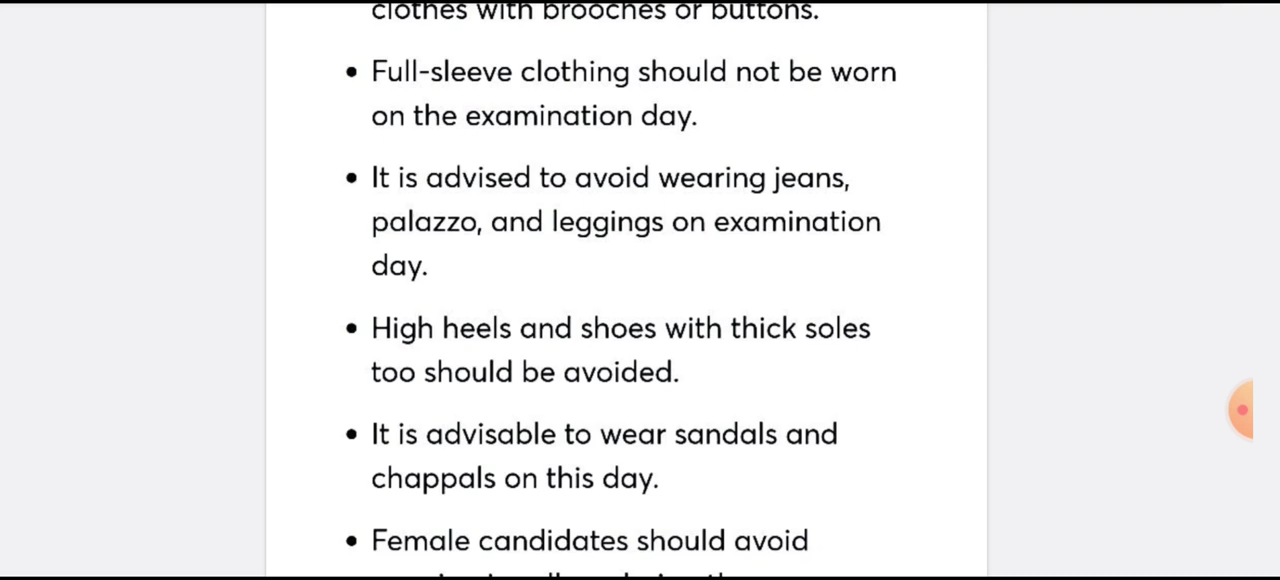 clothes with brooches or buttons.
• Full-sleeve clothing should not be worn
on the examination day.
• It is advised to avoid wearing jeans,
palazzo, and leggings on examination
day.
• High heels and shoes with thick soles
too should be avoided.
• It is advisable to wear sandals and
chappals on this day.
• Female candidates should avoid